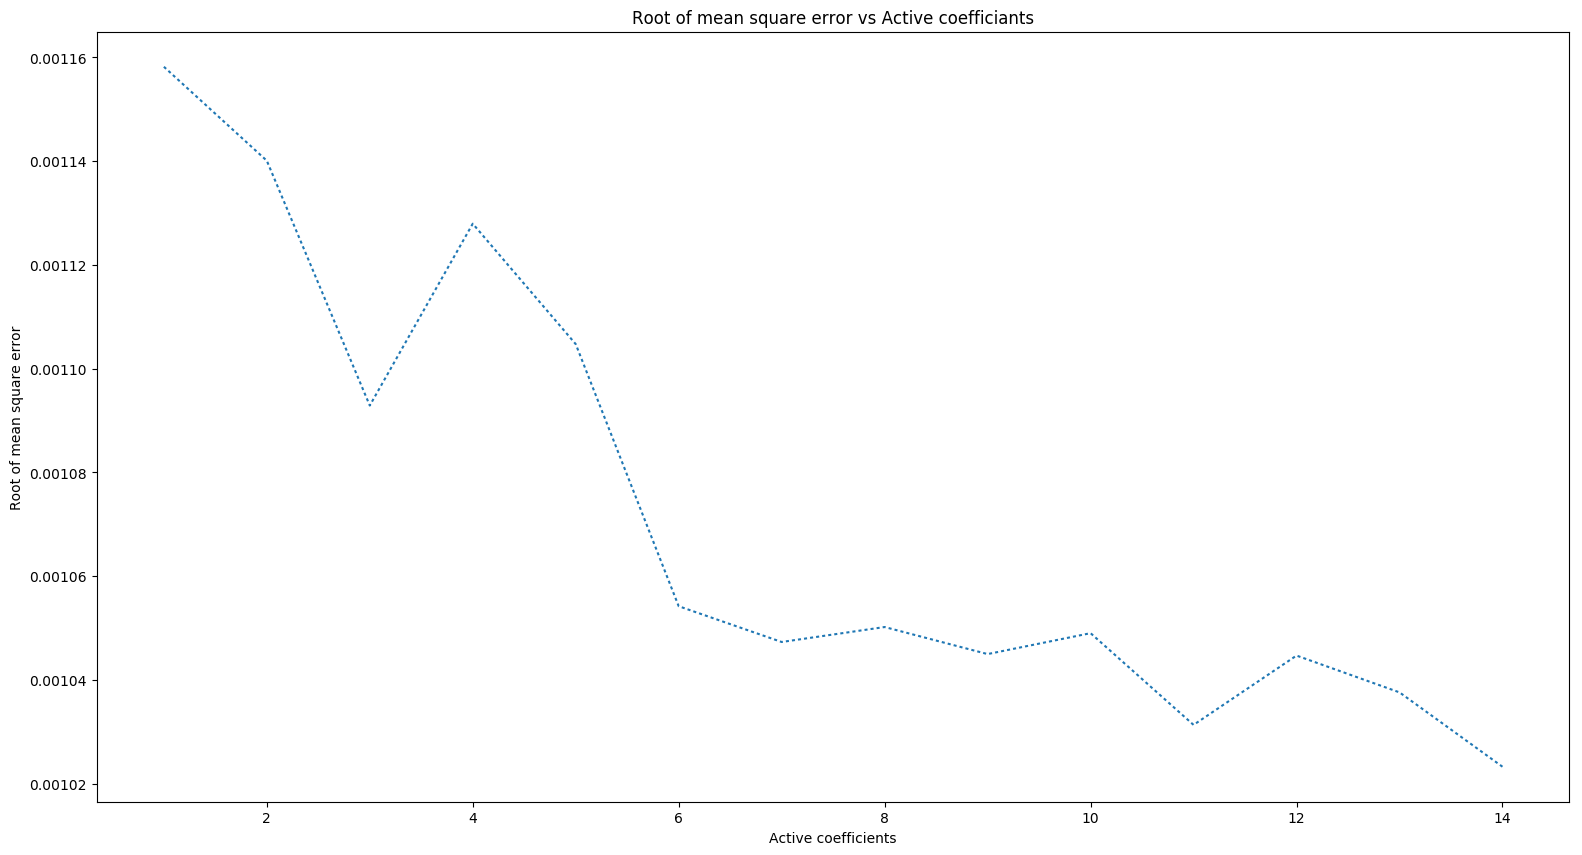 Root of mean square error vs Active coefficiants
0.00116
0.00114
0.00112
0.00110
0.00108
0.00106
0.00104
0.00102
Root of mean square error
2 4 6 8 10 12 14
Active coefficients